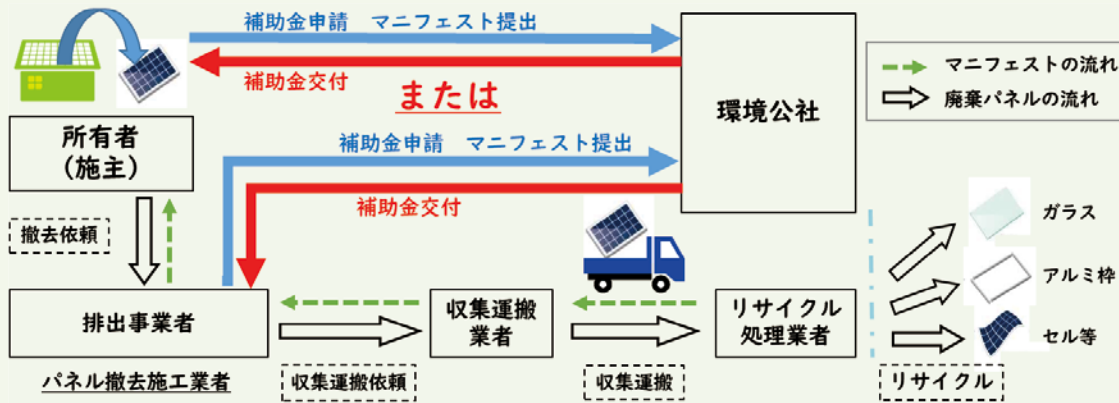 補助金申請　マニフェスト提出
補助金交付
または
所有者
（施主）
環境公社
マニフェストの流れ
廃棄パネルの流れ
補助金申請　マニフェスト提出
補助金交付
撤去依頼
排出事業者
パネル撤去施工業者
収集運搬
業者
収集運搬依頼
リサイクル
処理業者
収集運搬
ガラス
アルミ枠
セル等
リサイクル